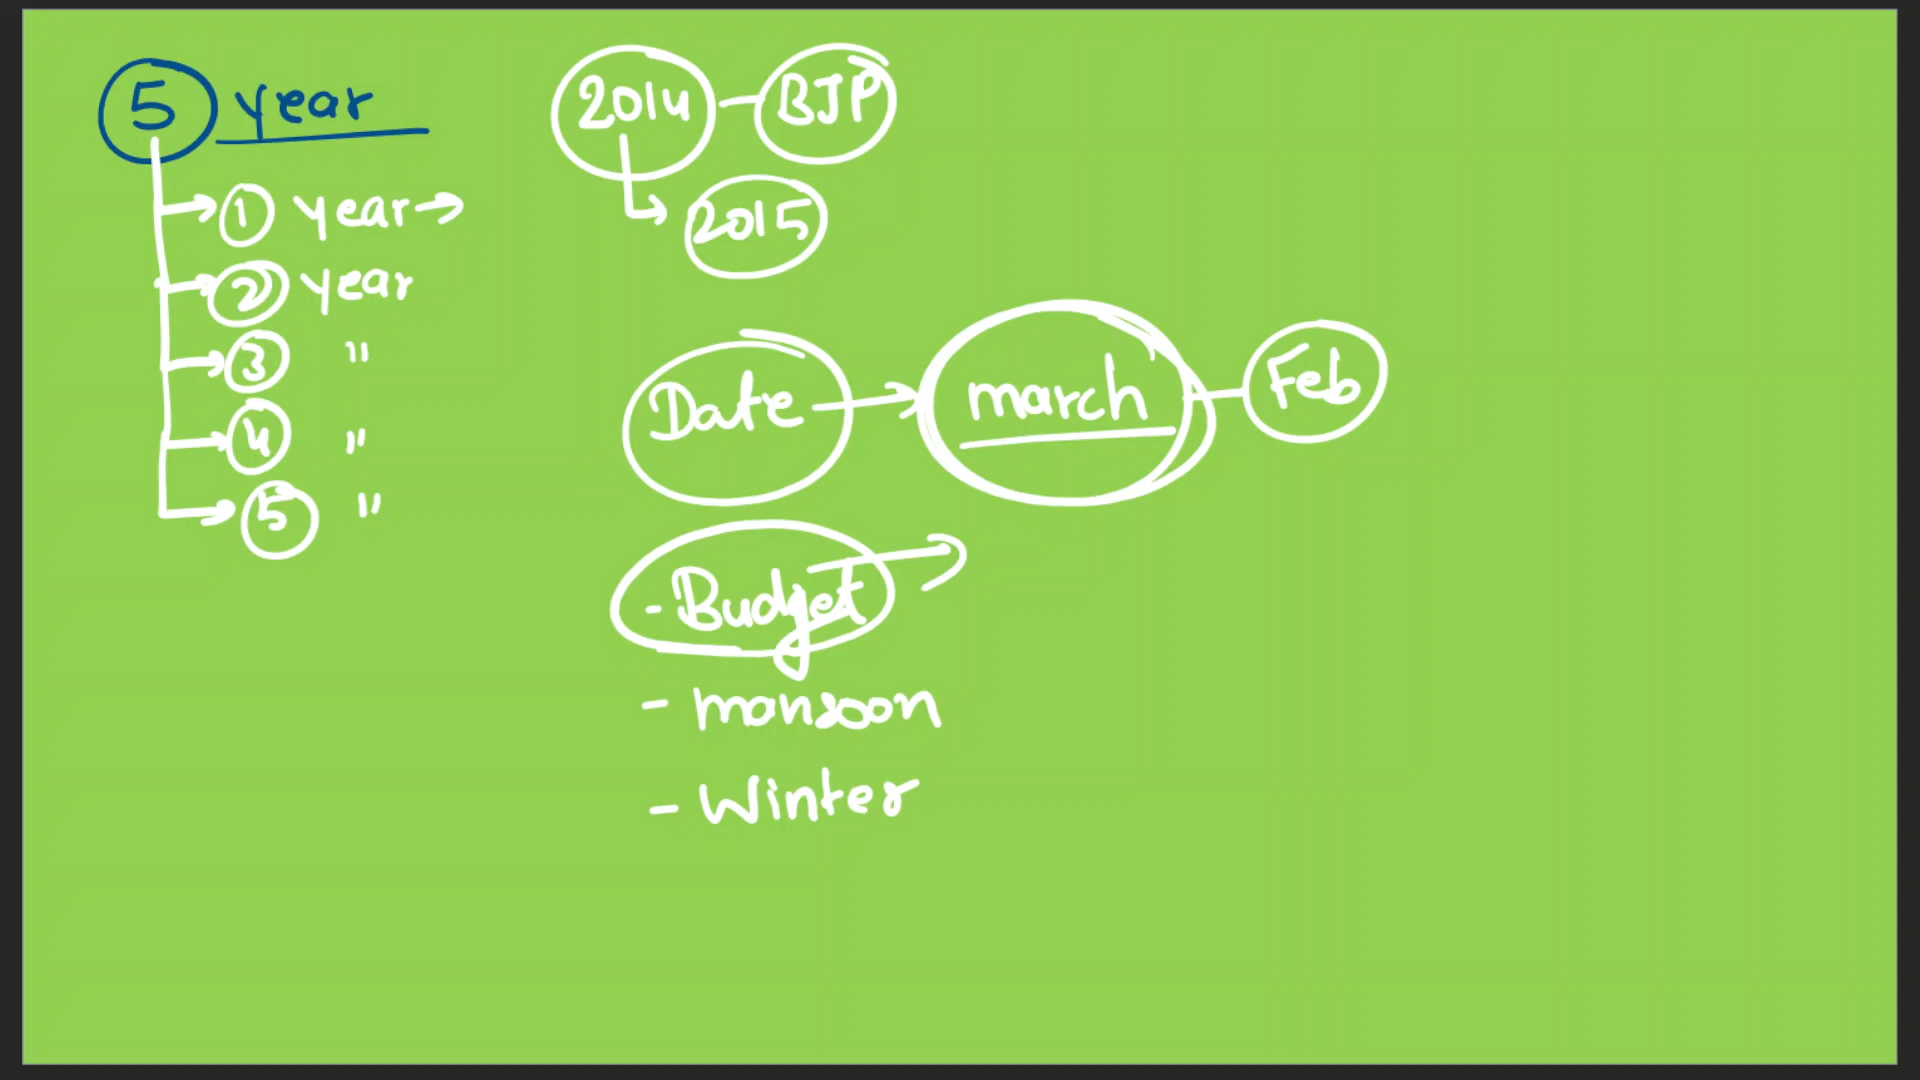 5 year
1 year →
2 year
3 "
4 "
5 "
2014 - BJP
2015
Date → march - Feb
- Budget →
- monsoon
- Winter